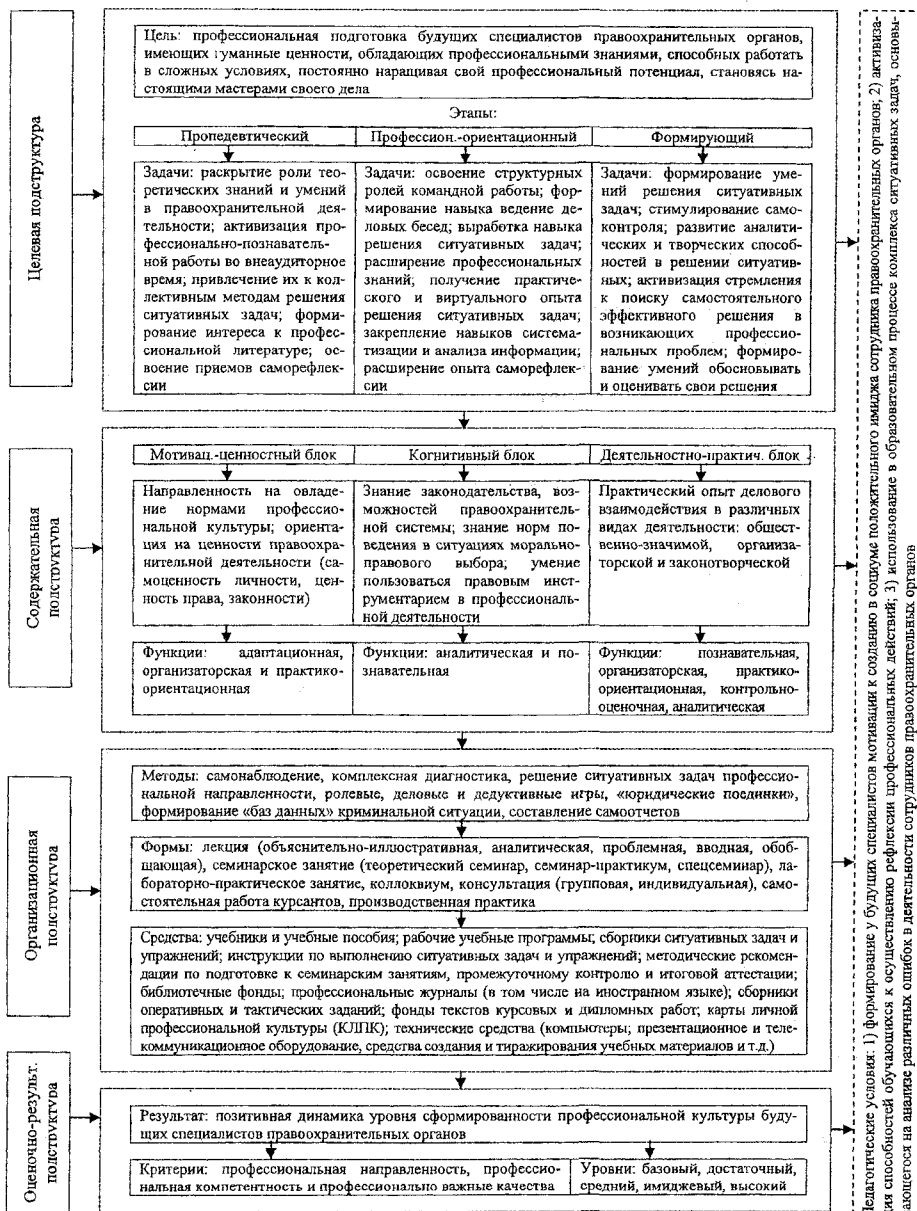 Целевая подструктура
Цель: профессиональная подготовка будущих специалистов правоохранительных органов,
имеющих гуманные ценности, обладающих профессиональными знаниями, способных работать
в сложных условиях, постоянно наращивая свой профессиональный потенциал, становясь на-
стоящими мастерами своего дела
Этапы:
Пропедевтический
Задачи: раскрытие роли тео-
ретических знаний и умений
в правоохранительной дея-
тельности; активизация про-
фессионально-познаватель-
ной работы во внеаудиторное
время; привлечение их к кол-
лективным методам решения
ситуативных задач; форми-
рование интереса к профес-
сиональной литературе; ос-
воение приемов саморефлек-
сии
Професcион.-ориентационный
Задачи: освоение структурных
ролей командной работы; фор-
мирование навыка ведение де-
ловых бесед; выработка навыка
решения ситуативных задач;
расширение профессиональных
знаний; получение практиче-
ского и виртуального опыта
решения ситуативных задач;
закрепление навыков система-
тизации и анализа информации;
расширение опыта саморефлек-
сии
Формирующий
Задачи: формирование уме-
ний решения ситуативных
задач; стимулирование само-
контроля; развитие аналити-
ческих и творческих способ-
ностей в решении ситуатив-
ных; активизация стремления
к поиску самостоятельного
эффективного решения в
возникающих профессио-
нальных проблем; формиро-
вание умений обосновывать
и оценивать свои решения
Содержательная
подструктура
Мотивац.-ценностный блок
Направленность на овладе-
ние нормами профессио-
нальной культуры; ориента-
ция на ценности правоохра-
нительной деятельности (са-
моценность личности, цен-
ность права, законности)
Функции: адаптационная,
организаторская и практико-
ориентационная
Когнитивный блок
Знание законодательства, воз-
можностей правоохранитель-
ной системы; знание норм по-
ведения в ситуациях морально-
правового выбора; умение
пользоваться правовым инст-
рументарием в профессиональ-
ной деятельности
Функции: аналитическая и по-
знавательная
Деятельностно-практич. блок
Практический опыт делового
взаимодействия в различных
видах деятельности: общест-
венно-значимой, организа-
торской и законотворческой
Функции: познавательная,
организаторская, практико-
ориентационная, контрольно-
оценочная, аналитическая
Организационная
подструктура
Методы: самонаблюдение, комплексная диагностика, решение ситуативных задач профессио-
нальной направленности, ролевые, деловые и дедуктивные игры, «юридические поединки»,
формирование «баз данных» криминальной ситуации, составление самоотчетов
Формы: лекция (объяснительно-иллюстративная, аналитическая, проблемная, вводная, обоб-
щающая), семинарское занятие (теоретический семинар, семинар-практикум, спецсеминар), ла-
бораторно-практическое занятие, коллоквиум, консультация (групповая, индивидуальная), само-
стоятельная работа курсантов, производственная практика
Средства: учебники и учебные пособия; рабочие учебные программы; сборники ситуативных задач и
упражнений; инструкции по выполнению ситуативных задач и упражнений; методические рекомен-
дации по подготовке к семинарским занятиям, промежуточному контролю и итоговой аттестации;
библиотечные фонды; профессиональные журналы (в том числе на иностранном языке); сборники
оперативных и тактических заданий; фонды текстов курсовых и дипломных работ; карты личной
профессиональной культуры (КЛПК); технические средства (компьютеры; презентационное и теле-
коммуникационное оборудование, средства создания и тиражирования учебных материалов и т.д.)
Оценочно-результ.
подструктура
Результат: позитивная динамика уровня сформированности профессиональной культуры буду-
щих специалистов правоохранительных органов
Критерии: профессиональная направленность, профессио-
нальная компетентность и профессионально важные качества
Уровни: базовый, достаточный,
средний, имиджевый, высокий
Педагогические условия: 1) формирование у будущих специалистов мотивации к созданию в социуме положительного имиджа сотрудника правоохранительных органов; 2) активиза-
ция способностей обучающихся к осуществлению рефлексии профессиональных действий; 3) использование в образовательном процессе комплекса ситуативных задач, основы-
вающегося на анализе различных ошибок в деятельности сотрудников правоохранительных органов